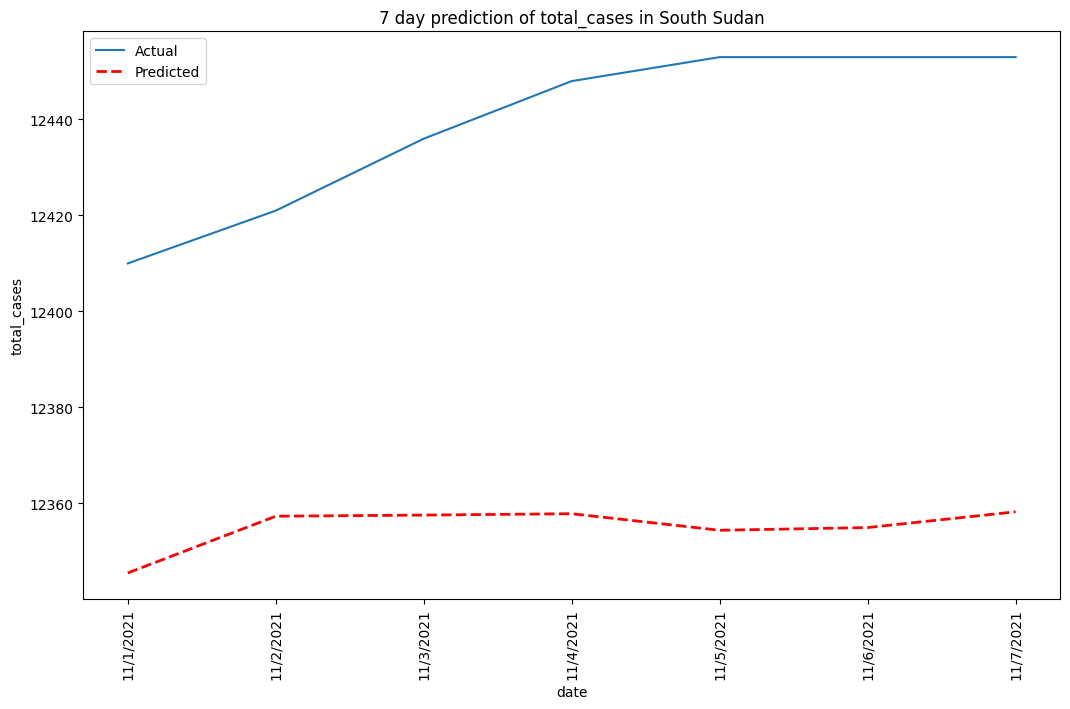 7 day prediction of total_cases in South Sudan
Actual
Predicted
total_cases
12440
12420
12400
12380
12360
11/1/2021
11/2/2021
11/3/2021
11/4/2021
11/5/2021
11/6/2021
11/7/2021
date